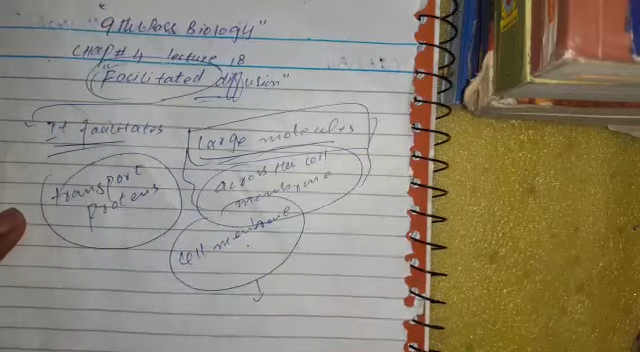 "9th class Biology"
chap# 4 lecture 18
"Facilitated diffusion"
It facilitates
Large molecules
across the cell
membrane
transport
proteins
cell membrane